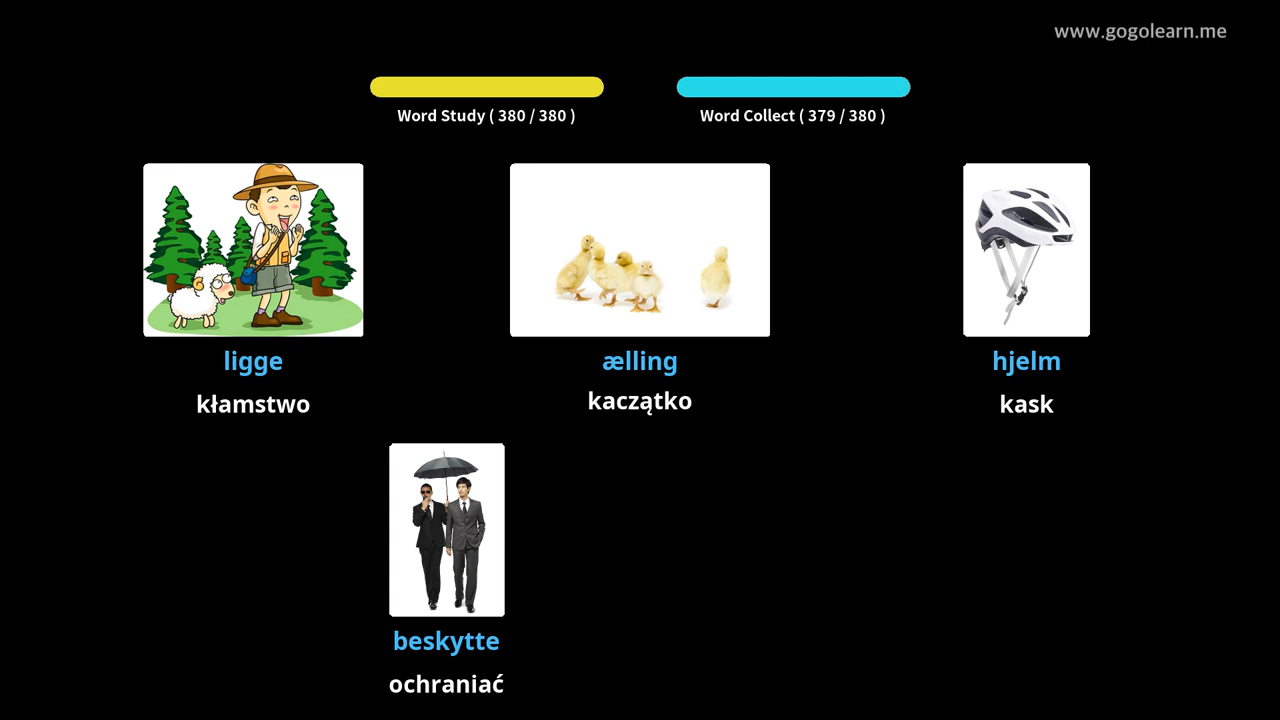 www.gogolearn.me
Word Study ( 380 / 380 )
Word Collect ( 379 / 380 )
ligge
kłamstwo
ælling
kaczątko
hjelm
kask
beskytte
ochraniać